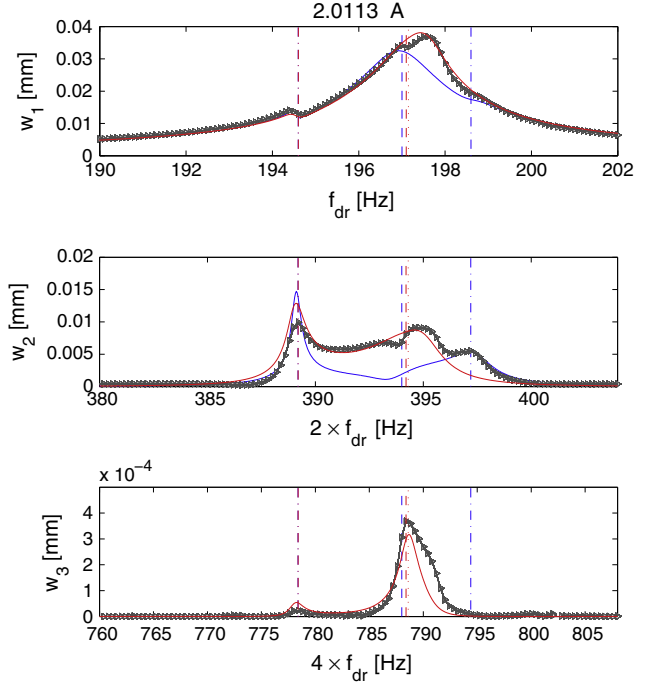 2.0113 A
0.04
0.03
0.02
0.01
0
w1 [mm]
190 192 194 196 198 200 202
fdr [Hz]
0.02
0.015
0.01
0.005
0
w2 [mm]
380 385 390 395 400
2 × fdr [Hz]
x 10−4
4
3
2
1
0
w3 [mm]
760 765 770 775 780 785 790 795 800 805
4 × fdr [Hz]